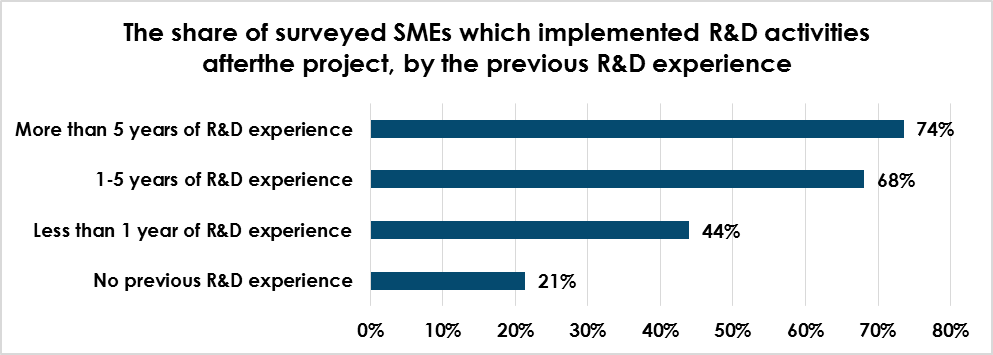 The share of surveyed SMEs which implemented R&D activities
afterthe project, by the previous R&D experience
More than 5 years of R&D experience
74%
1-5 years of R&D experience
68%
Less than 1 year of R&D experience
44%
No previous R&D experience
21%
0% 10% 20% 30% 40% 50% 60% 70% 80%